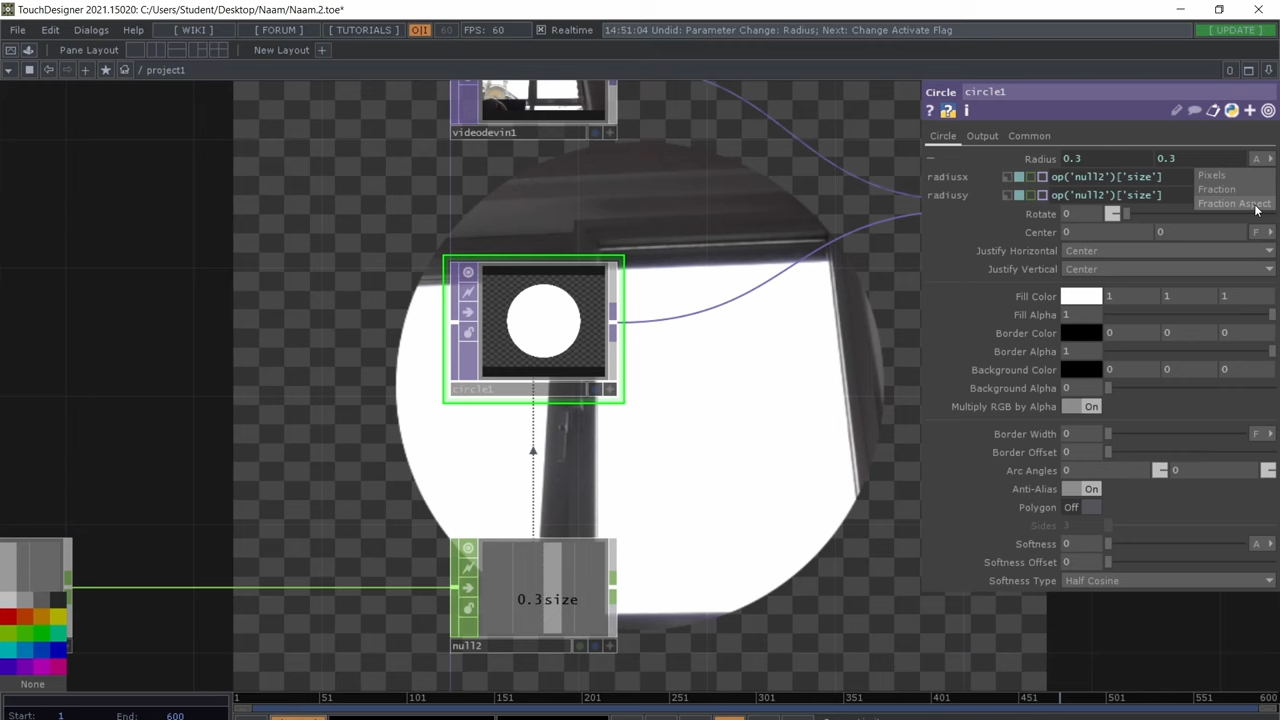 TouchDesigner 2021.15020: C:/Users/Student/Desktop/Naam/Naam.2.toe*
File Edit Dialogs Help [ WIKI ] [ FORUM ] [ TUTORIALS ] O|I 60 FPS: 60 Realtime 14:51:04 Undid: Parameter Change: Radius; Next: Change Activate Flag [ UPDATE ]
Pane Layout New Layout +
/ project1 0
Circle circle1
? ? i
videodevin1
Circle Output Common
Radius 0.3 0.3 A
radiusx op('null2')['size']
Pixels
Fraction
radiusy op('null2')['size']
Fraction Aspect
Rotate 0
Center 0 0 F
Justify Horizontal Center
Justify Vertical Center
Fill Color 1 1 1
Fill Alpha 1
Border Color 0 0 0
Border Alpha 1
Background Color 0 0 0
Background Alpha 0
circle1
Multiply RGB by Alpha On
Border Width 0 F
Border Offset 0
Arc Angles 0 0
Anti-Alias On
Polygon Off
Sides 3
Softness 0 A
Softness Offset 0
Softness Type Half Cosine
0.3 size
null2
None
1 51 101 151 201 251 301 351 401 451 501 551 600
Start: 1 End: 600